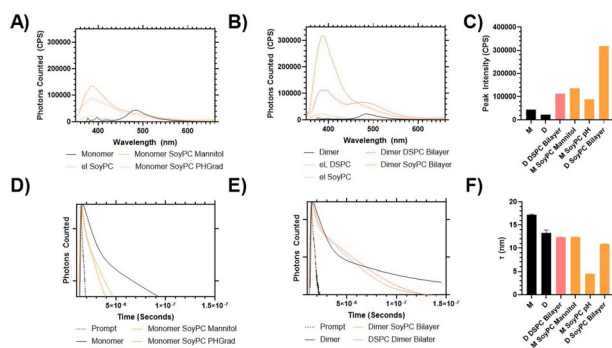 A)
Photons Counted (CPS)
300000
200000
100000
0
400
500
600
Wavelength (nm)
Monomer
Monomer SoyPC Mannitol
el SoyPC
Monomer SoyPC PHGrad
B)
Photons Counted (CPS)
300000
200000
100000
0
400
500
600
Wavelength (nm)
Dimer
Dimer DSPC Bilayer
eL DSPC
Dimer SoyPC Bilayer
el SoyPC
C)
Peak Intensity (CPS)
400000
300000
200000
100000
0
M
D
D DSPC Bilayer
M SoyPC Mannitol
M SoyPC pH
D SoyPC Bilayer
D)
Photons Counted
5.0×10⁻⁸
1.0×10⁻⁷
1.5×10⁻⁷
Time (Seconds)
Prompt
Monomer SoyPC Mannitol
Monomer
Monomer SoyPC PHGrad
E)
Photons Counted
5.0×10⁻⁸
1.0×10⁻⁷
1.5×10⁻⁷
Time (Seconds)
Prompt
Dimer SoyPC Bilayer
Dimer
DSPC Dimer Bilater
F)
τ (nm)
20
15
10
5
0
M
D
D DSPC Bilayer
M SoyPC Mannitol
M SoyPC pH
D SoyPC Bilayer